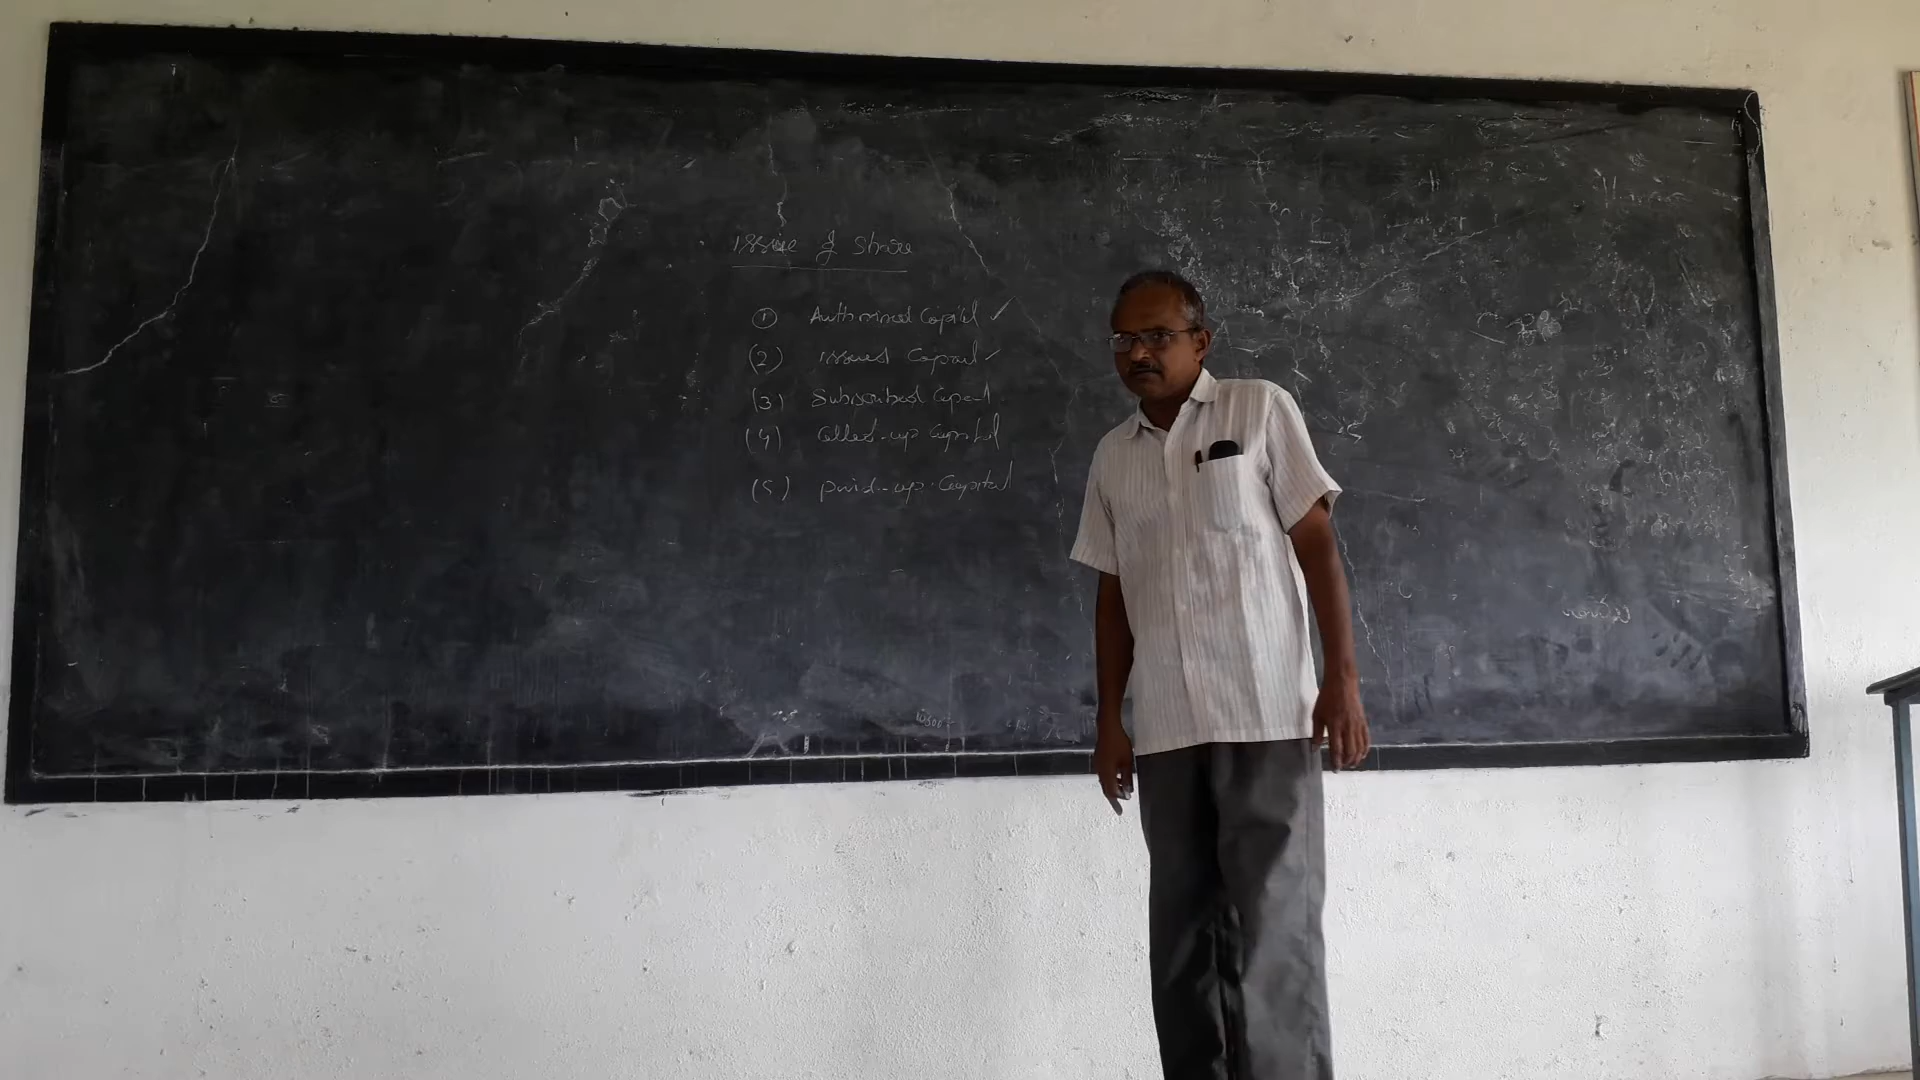 Issue of Share
(1) Authorised Capital ✓
(2) issued Capital ✓
(3) Subscribed Capital
(4) Called-up Capital
(5) paid-up Capital